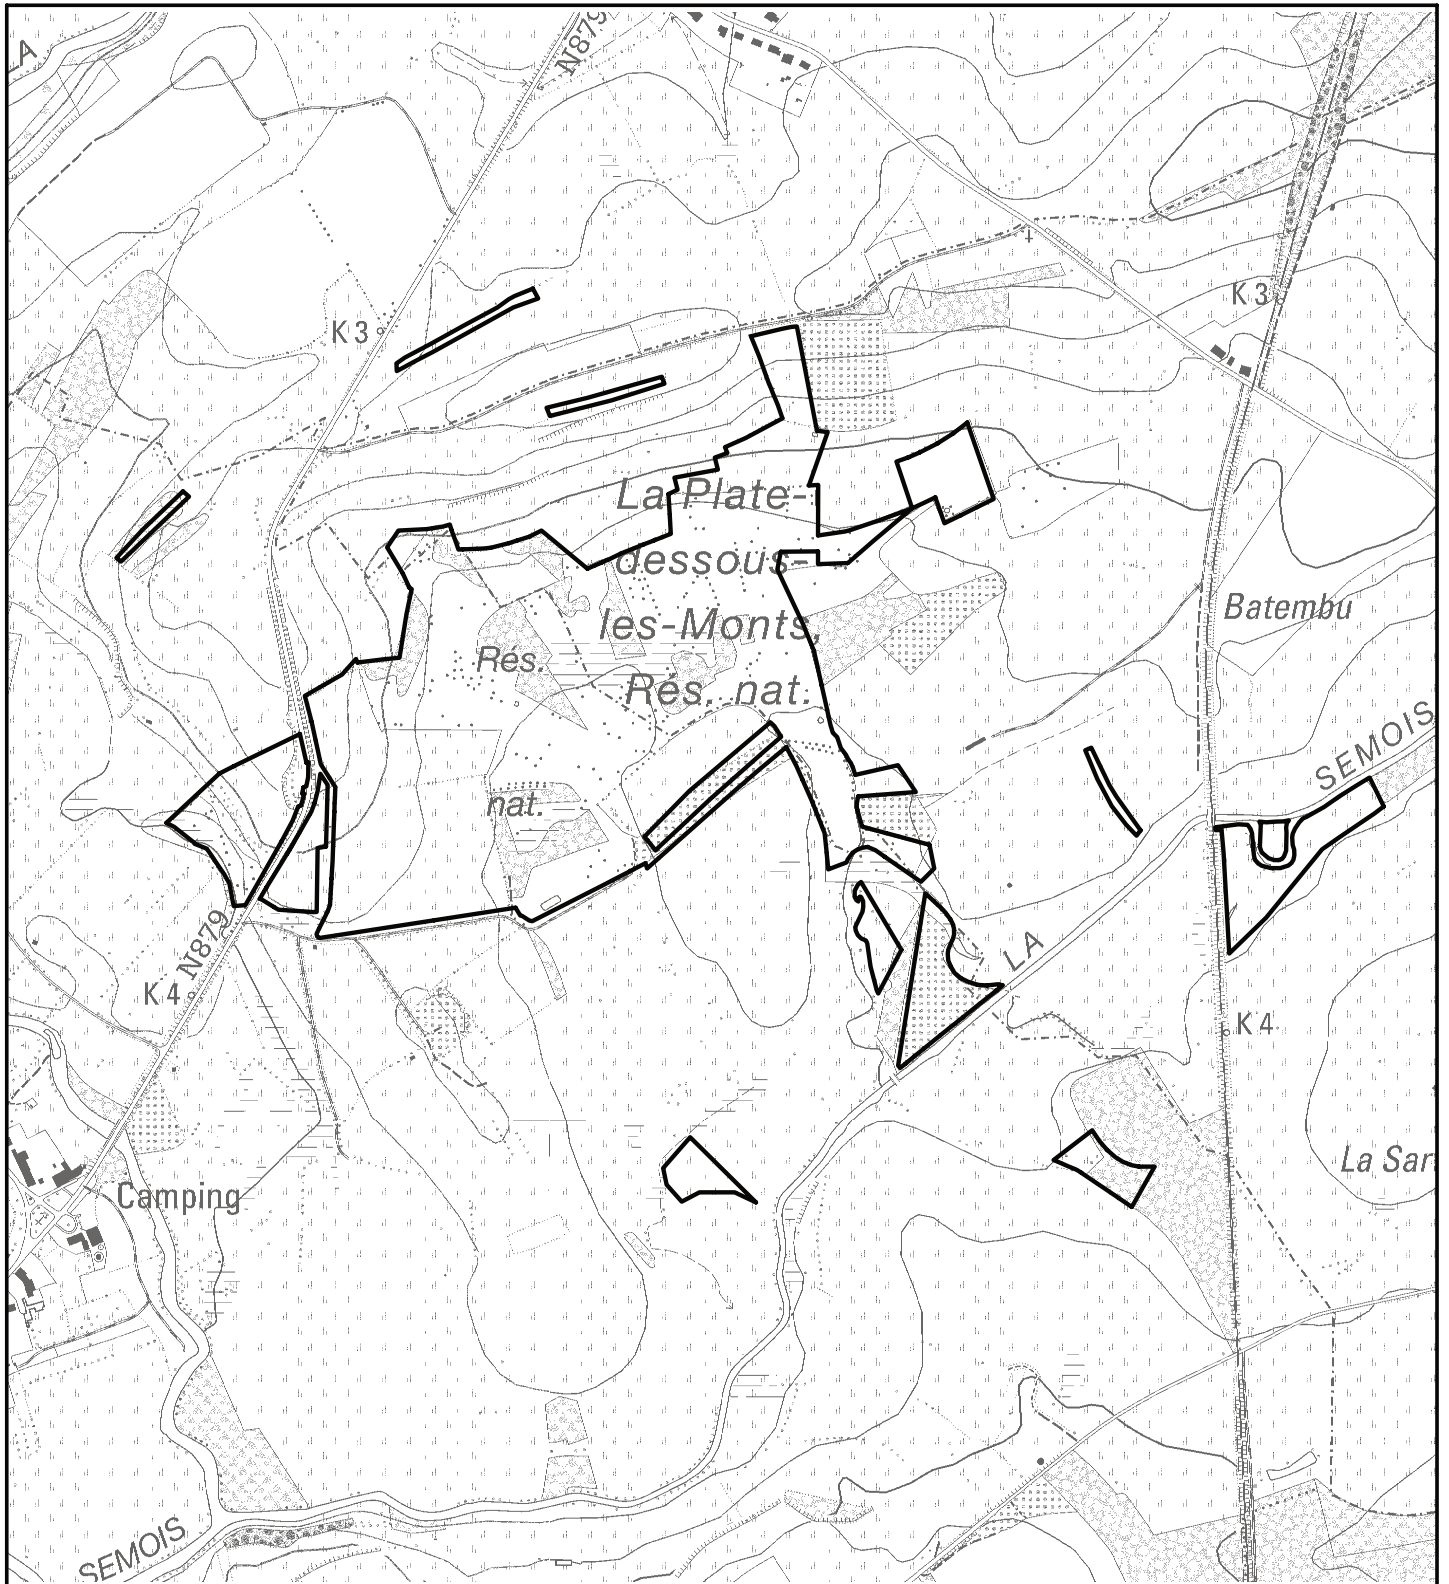 LA
N879
K 3
K 3
La Plate-
dessous-
les-Monts,
Rés. nat.
Rés.
nat.
Batembu
SEMOIS
LA
N879
K 4
K 4
La Sar
Camping
SEMOIS